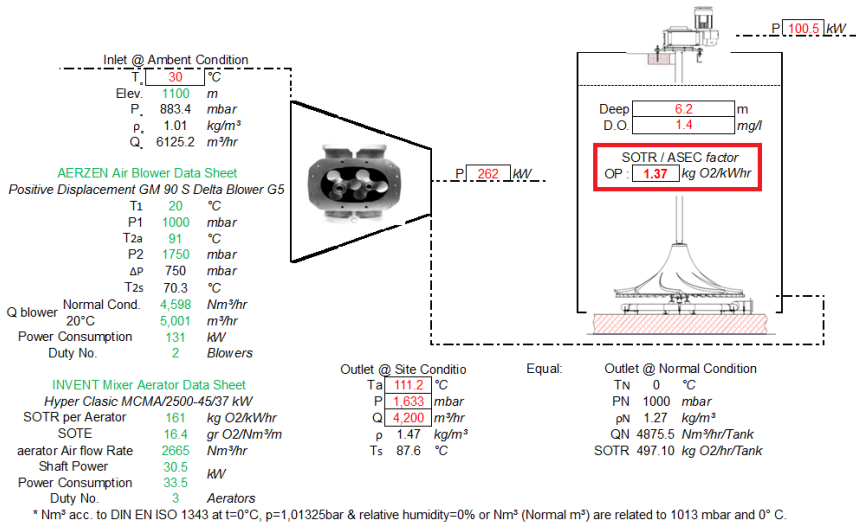 P 100.5 kW
Inlet @ Ambent Condition
T. 30 °C
Elev. 1100 m
P. 883.4 mbar
ρ. 1.01 kg/m³
Q. 6125.2 m³/hr
Deep 6.2 m
D.O. 1.4 mg/l
SOTR / ASEC factor
OP : 1.37 kg O2/kWhr
P 262 kW
AERZEN Air Blower Data Sheet
Positive Displacement GM 90 S Delta Blower G5
T1 20 °C
P1 1000 mbar
T2a 91 °C
P2 1750 mbar
ΔP 750 mbar
T2s 70.3 °C
Q blower Normal Cond. 4,598 Nm³/hr
20°C 5,001 m³/hr
Power Consumption 131 kW
Duty No. 2 Blowers
INVENT Mixer Aerator Data Sheet
Hyper Clasic MCMA/2500-45/37 kW
SOTR per Aerator 161 kg O2/kWhr
SOTE 16.4 gr O2/Nm³/m
aerator Air flow Rate 2665 Nm³/hr
Shaft Power 30.5 kW
Power Consumption 33.5
Duty No. 3 Aerators
Outlet @ Site Conditio
Ta 111.2 °C
P 1,633 mbar
Q 4,200 m³/hr
ρ 1.47 kg/m³
Ts 87.6 °C
Equal:
Outlet @ Normal Condition
TN 0 °C
PN 1000 mbar
ρN 1.27 kg/m³
QN 4875.5 Nm³/hr/Tank
SOTR 497.10 kg O2/hr/Tank
* Nm³ acc. to DIN EN ISO 1343 at t=0°C, p=1,01325bar & relative humidity=0% or Nm³ (Normal m³) are related to 1013 mbar and 0° C.